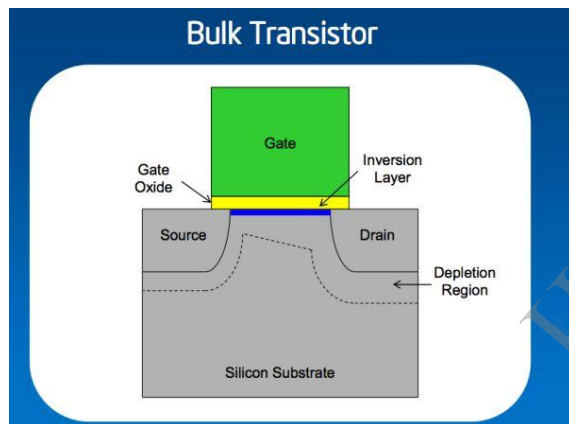 Bulk Transistor
Gate
Gate
Oxide
Inversion
Layer
Source
Drain
Depletion
Region
Silicon Substrate